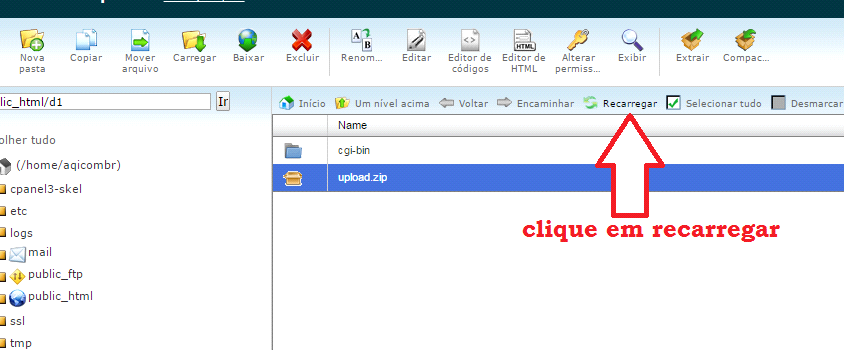 Nova pasta
Copiar
Mover arquivo
Carregar
Baixar
Excluir
Renom...
Editar
Editor de códigos
HTML
Editor de HTML
Alterar permiss...
Exibir
Extrair
Compac...
lic_html/d1
Ir
Início
Um nível acima
Voltar
Encaminhar
Recarregar
Selecionar tudo
Desmarcar
Name
olher tudo
(/home/aqicombr)
cpanel3-skel
etc
logs
mail
public_ftp
public_html
ssl
tmp
cgi-bin
upload.zip
clique em recarregar